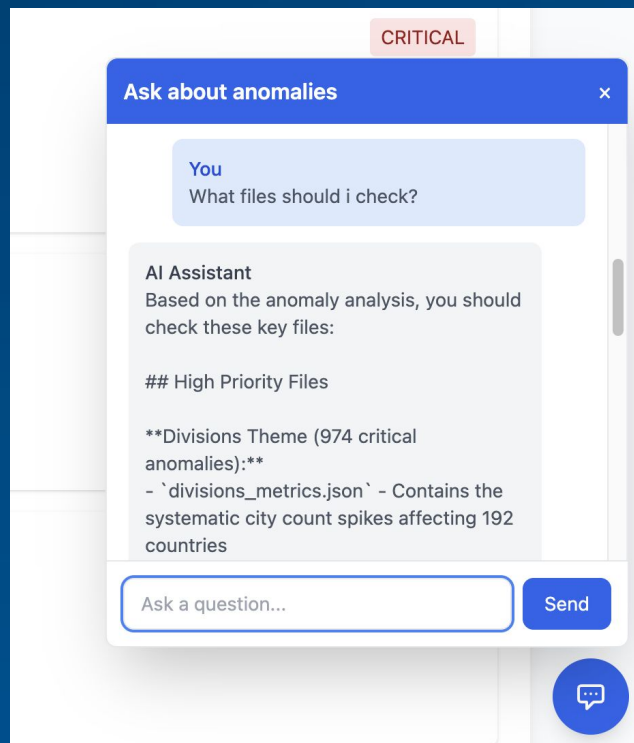 CRITICAL
Ask about anomalies
×
You
What files should i check?
AI Assistant
Based on the anomaly analysis, you should
check these key files:
## High Priority Files
**Divisions Theme (974 critical
anomalies):**
- `divisions_metrics.json` - Contains the
systematic city count spikes affecting 192
countries
Ask a question...
Send